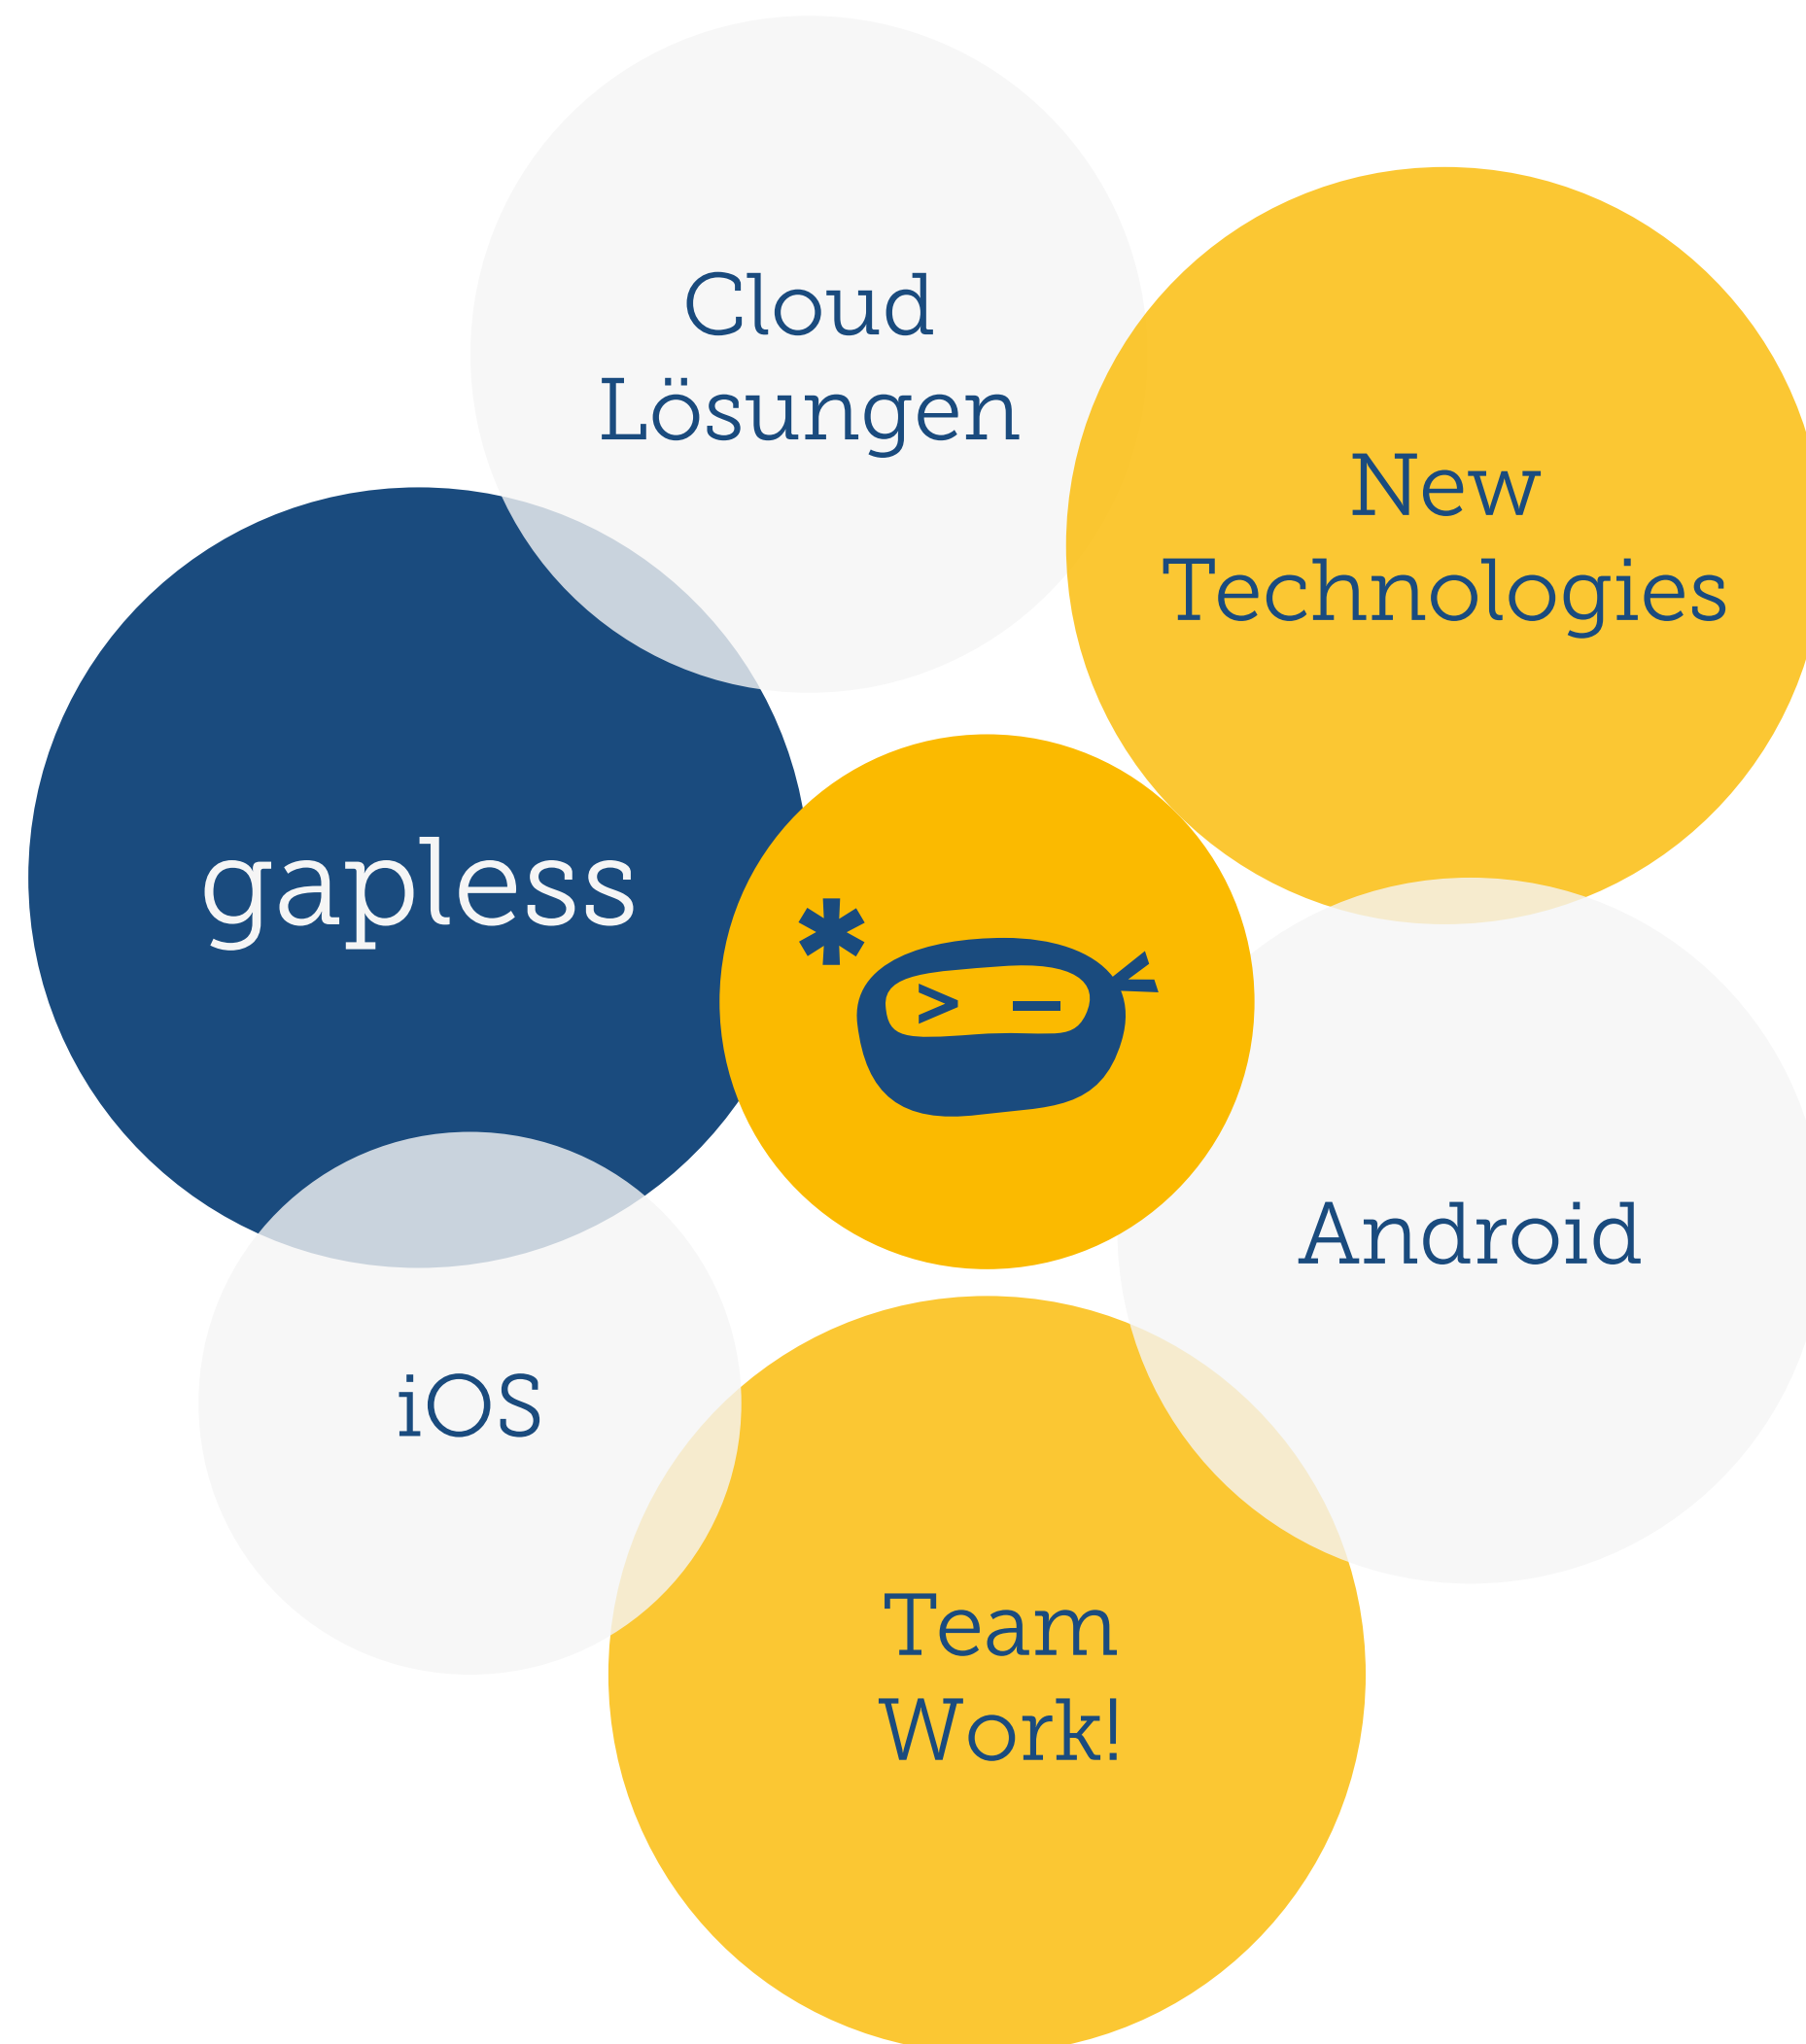 Cloud
Lösungen
New
Technologies
gapless
* > –
Android
iOS
Team
Work!